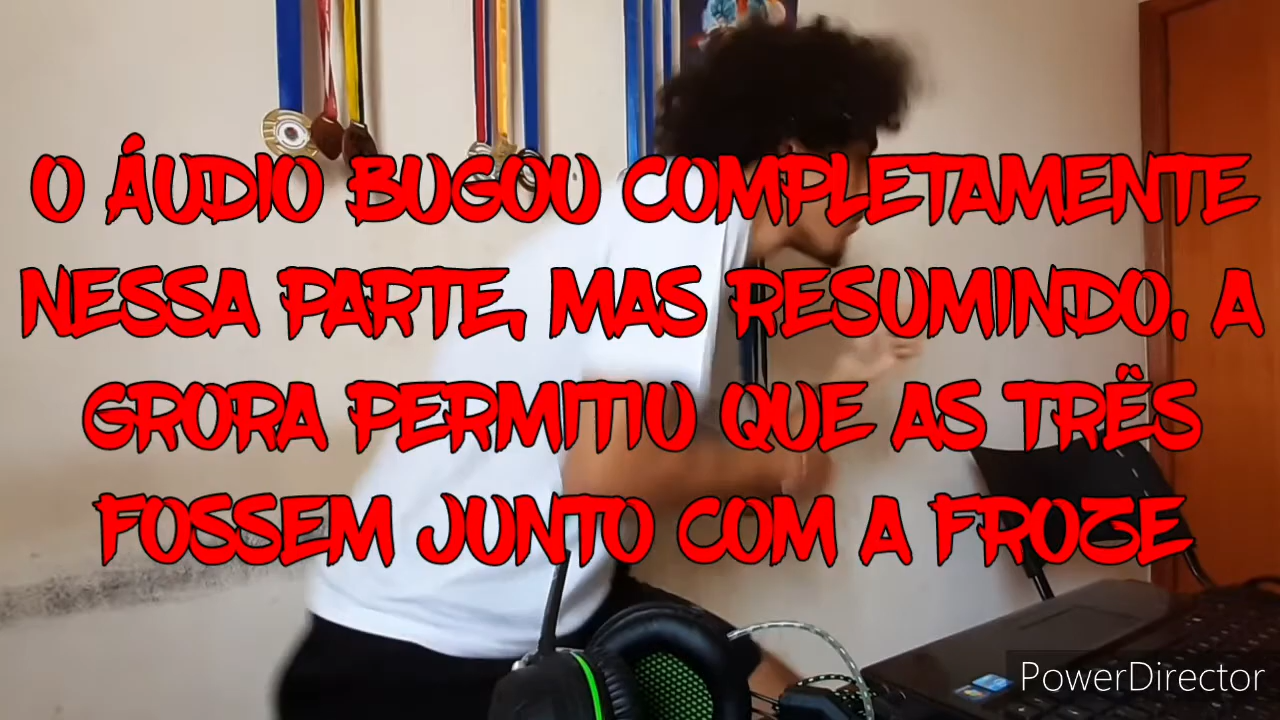 O ÁUDIO BUGOU COMPLETAMENTE
NESSA PARTE, MAS RESUMINDO, A
GRORA PERMITIU QUE AS TRÊS
FOSSEM JUNTO COM A FROZE
PowerDirector